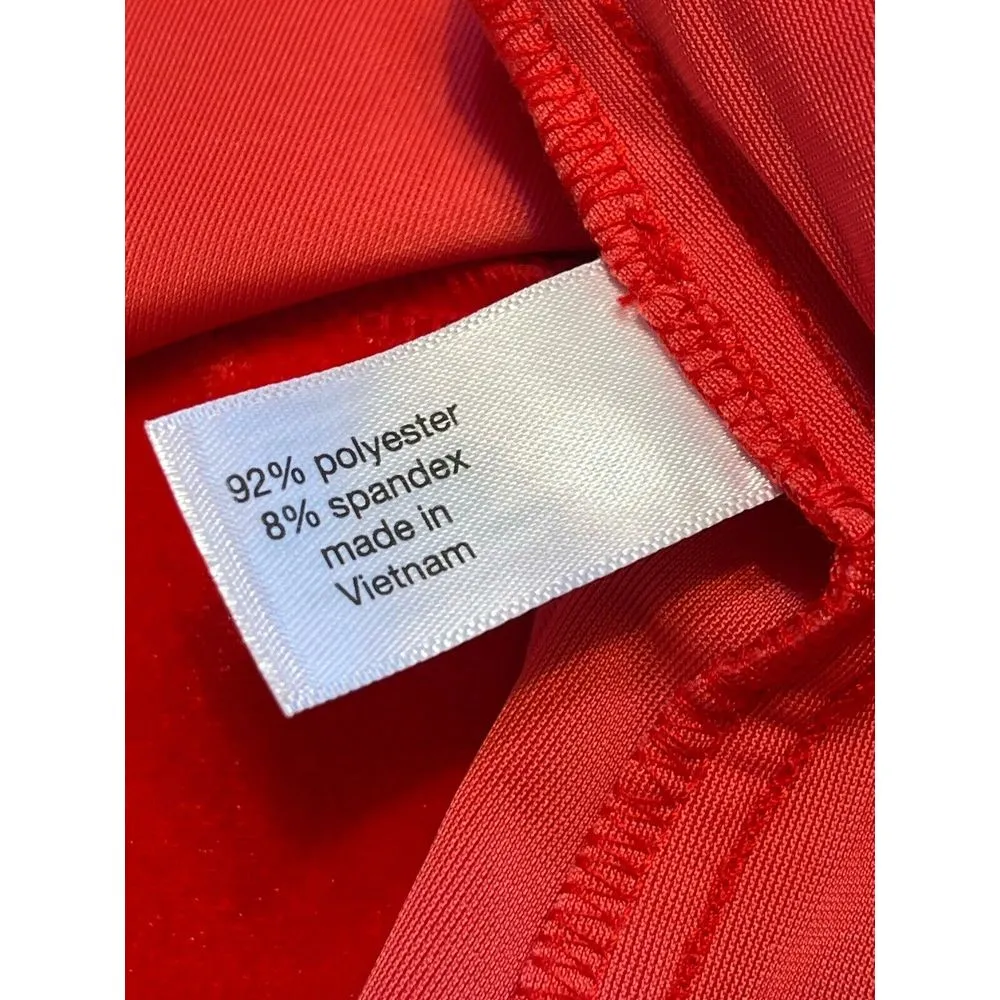 92% polyester
8% spandex
made in
Vietnam